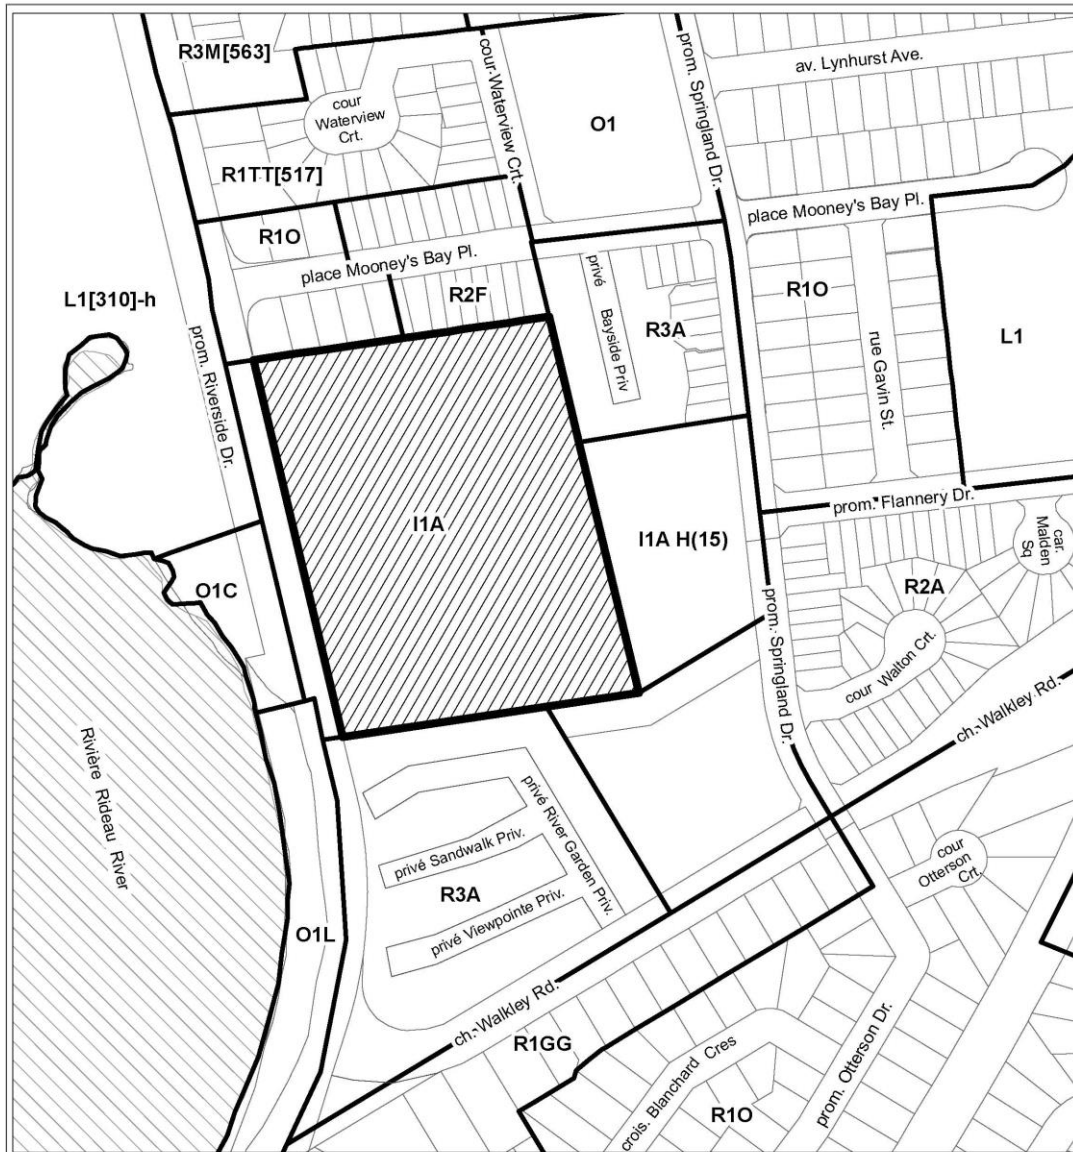 R3M[563]
cour Waterview Crt.
prom. Springland Dr.
av. Lynhurst Ave.
cour
Waterview
Crt.
O1
R1TT[517]
place Mooney's Bay Pl.
R1O
place Mooney's Bay Pl.
R2F
privé
Bayside Priv
R3A
R1O
rue Gavin St.
L1
L1[310]-h
prom. Riverside Dr.
prom. Flannery Dr.
I1A
I1A H(15)
car.
Malden
Sq
O1C
R2A
prom. Springland Dr.
cour Walton Crt.
ch. Walkley Rd.
Rivière Rideau River
privé River Garden Priv.
privé Sandwalk Priv.
R3A
privé Viewpointe Priv.
cour
Otterson
Crt.
O1L
ch. Walkley Rd.
R1GG
crois. Blanchard Cres
R1O
prom. Otterson Dr.